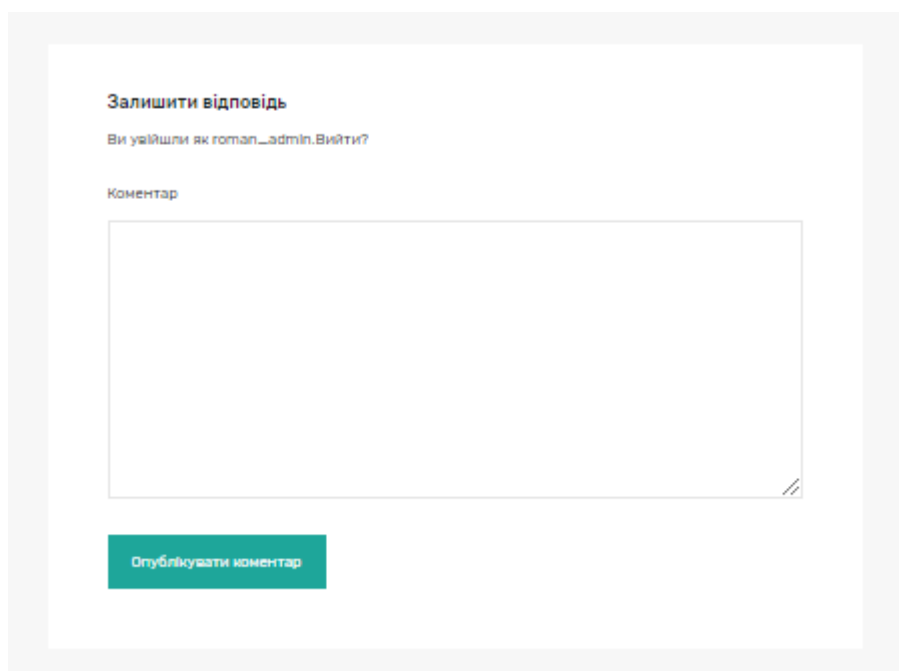 Залишити відповідь
Ви увійшли як roman_admin.Вийти?
Коментар
Опублікувати коментар